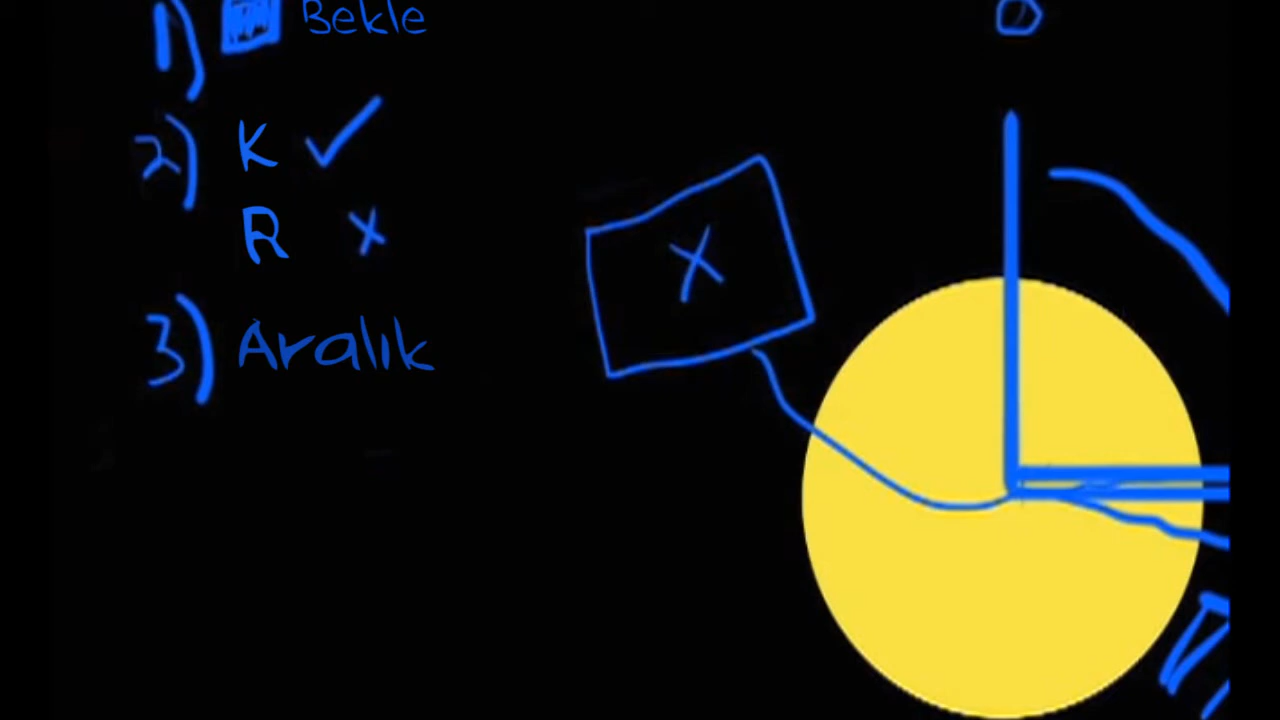 1) Bekle
2) K ✓
R x
3) Aralık
X